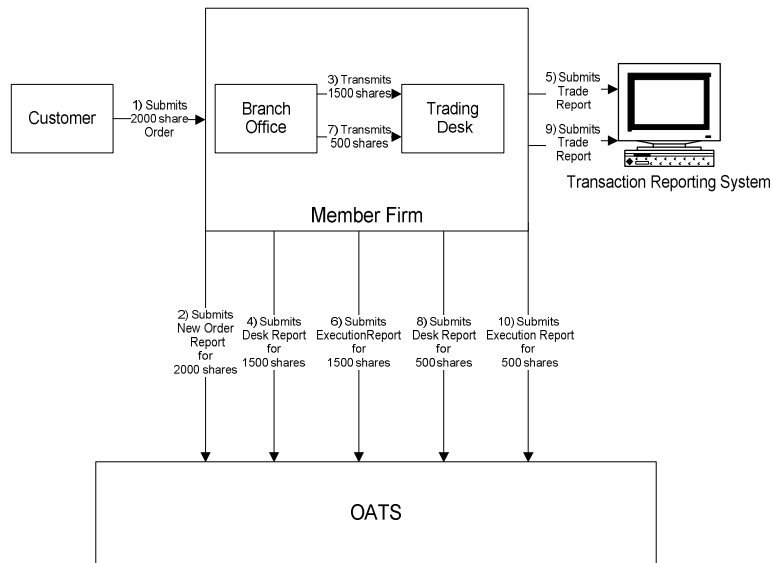 Customer
1) Submits
2000 share
Order
Branch
Office
3) Transmits
1500 shares
7) Transmits
500 shares
Trading
Desk
5) Submits
Trade
Report
9) Submits
Trade
Report
Transaction Reporting System
Member Firm
2) Submits
New Order
Report
for
2000 shares
4) Submits
Desk Report
for
1500 shares
6) Submits
ExecutionReport
for
1500 shares
8) Submits
Desk Report
for
500 shares
10) Submits
Execution Report
for
500 shares
OATS